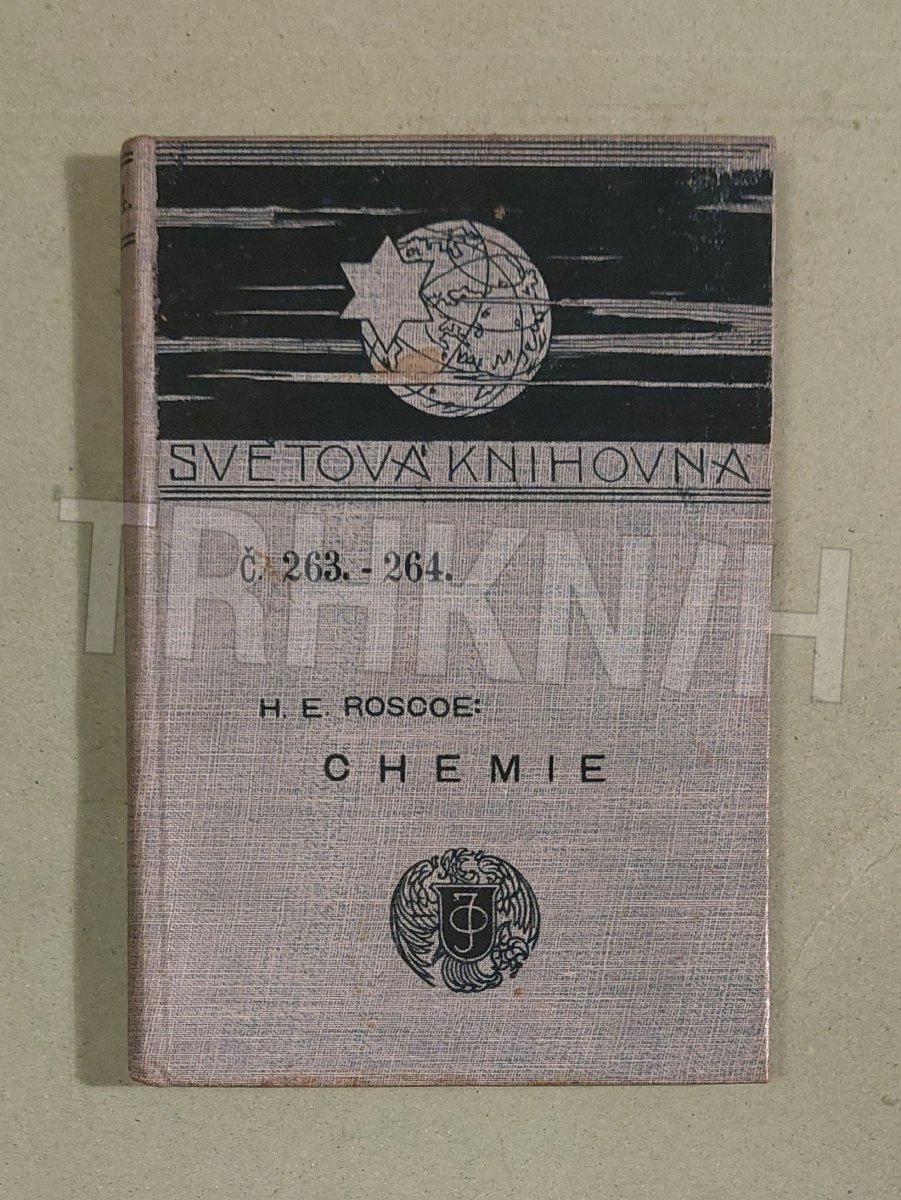 SVĚTOVÁ KNIHOVNA
TRHKNIH
Č. 263. - 264.
H. E. ROSCOE:
CHEMIE